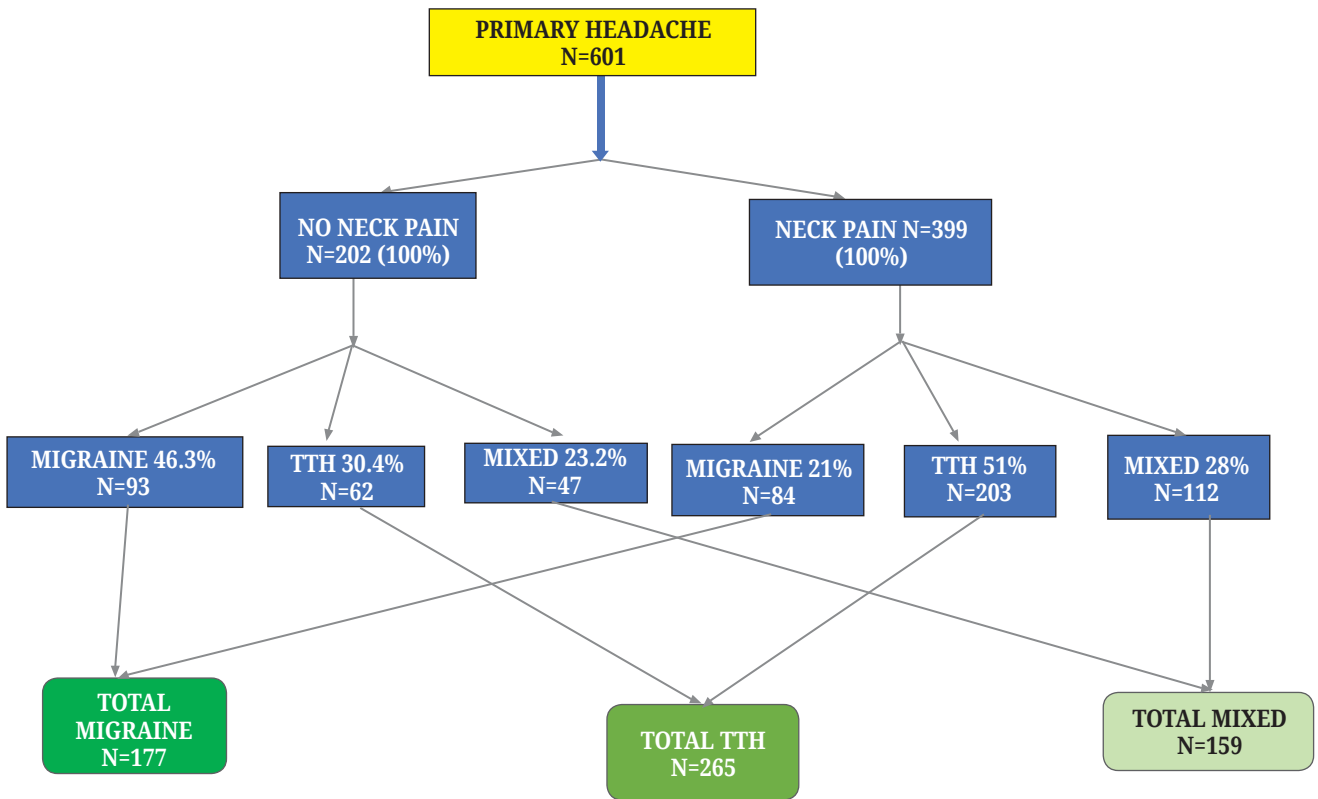 PRIMARY HEADACHE
N=601
NO NECK PAIN
N=202 (100%)
NECK PAIN N=399
(100%)
MIGRAINE 46.3%
N=93
TTH 30.4%
N=62
MIXED 23.2%
N=47
MIGRAINE 21%
N=84
TTH 51%
N=203
MIXED 28%
N=112
TOTAL
MIGRAINE
N=177
TOTAL TTH
N=265
TOTAL MIXED
N=159